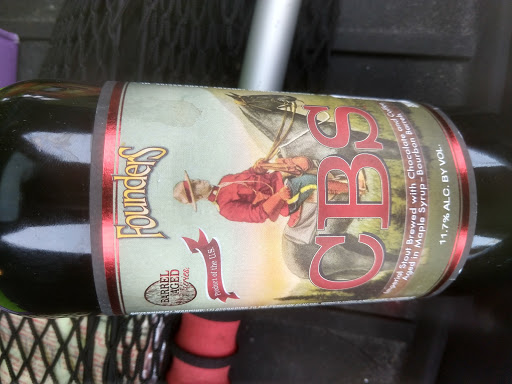 Founders
CBS
Imperial Stout Brewed with Chocolate and Coffee
Aged in Maple Syrup - Bourbon Barrels
11.7% ALC. BY VOL.
BARREL
AGED
Series
Product of the U.S.